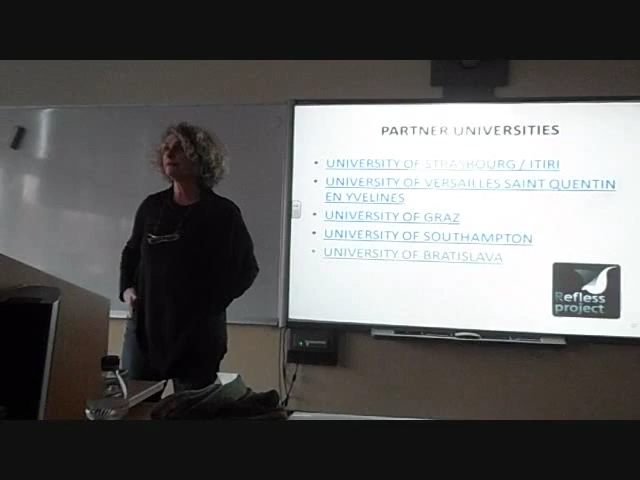 PARTNER UNIVERSITIES
• UNIVERSITY OF STRASBOURG / ITIRI
• UNIVERSITY OF VERSAILLES SAINT QUENTIN
EN YVELINES
• UNIVERSITY OF GRAZ
• UNIVERSITY OF SOUTHAMPTON
• UNIVERSITY OF BRATISLAVA
Refless
project